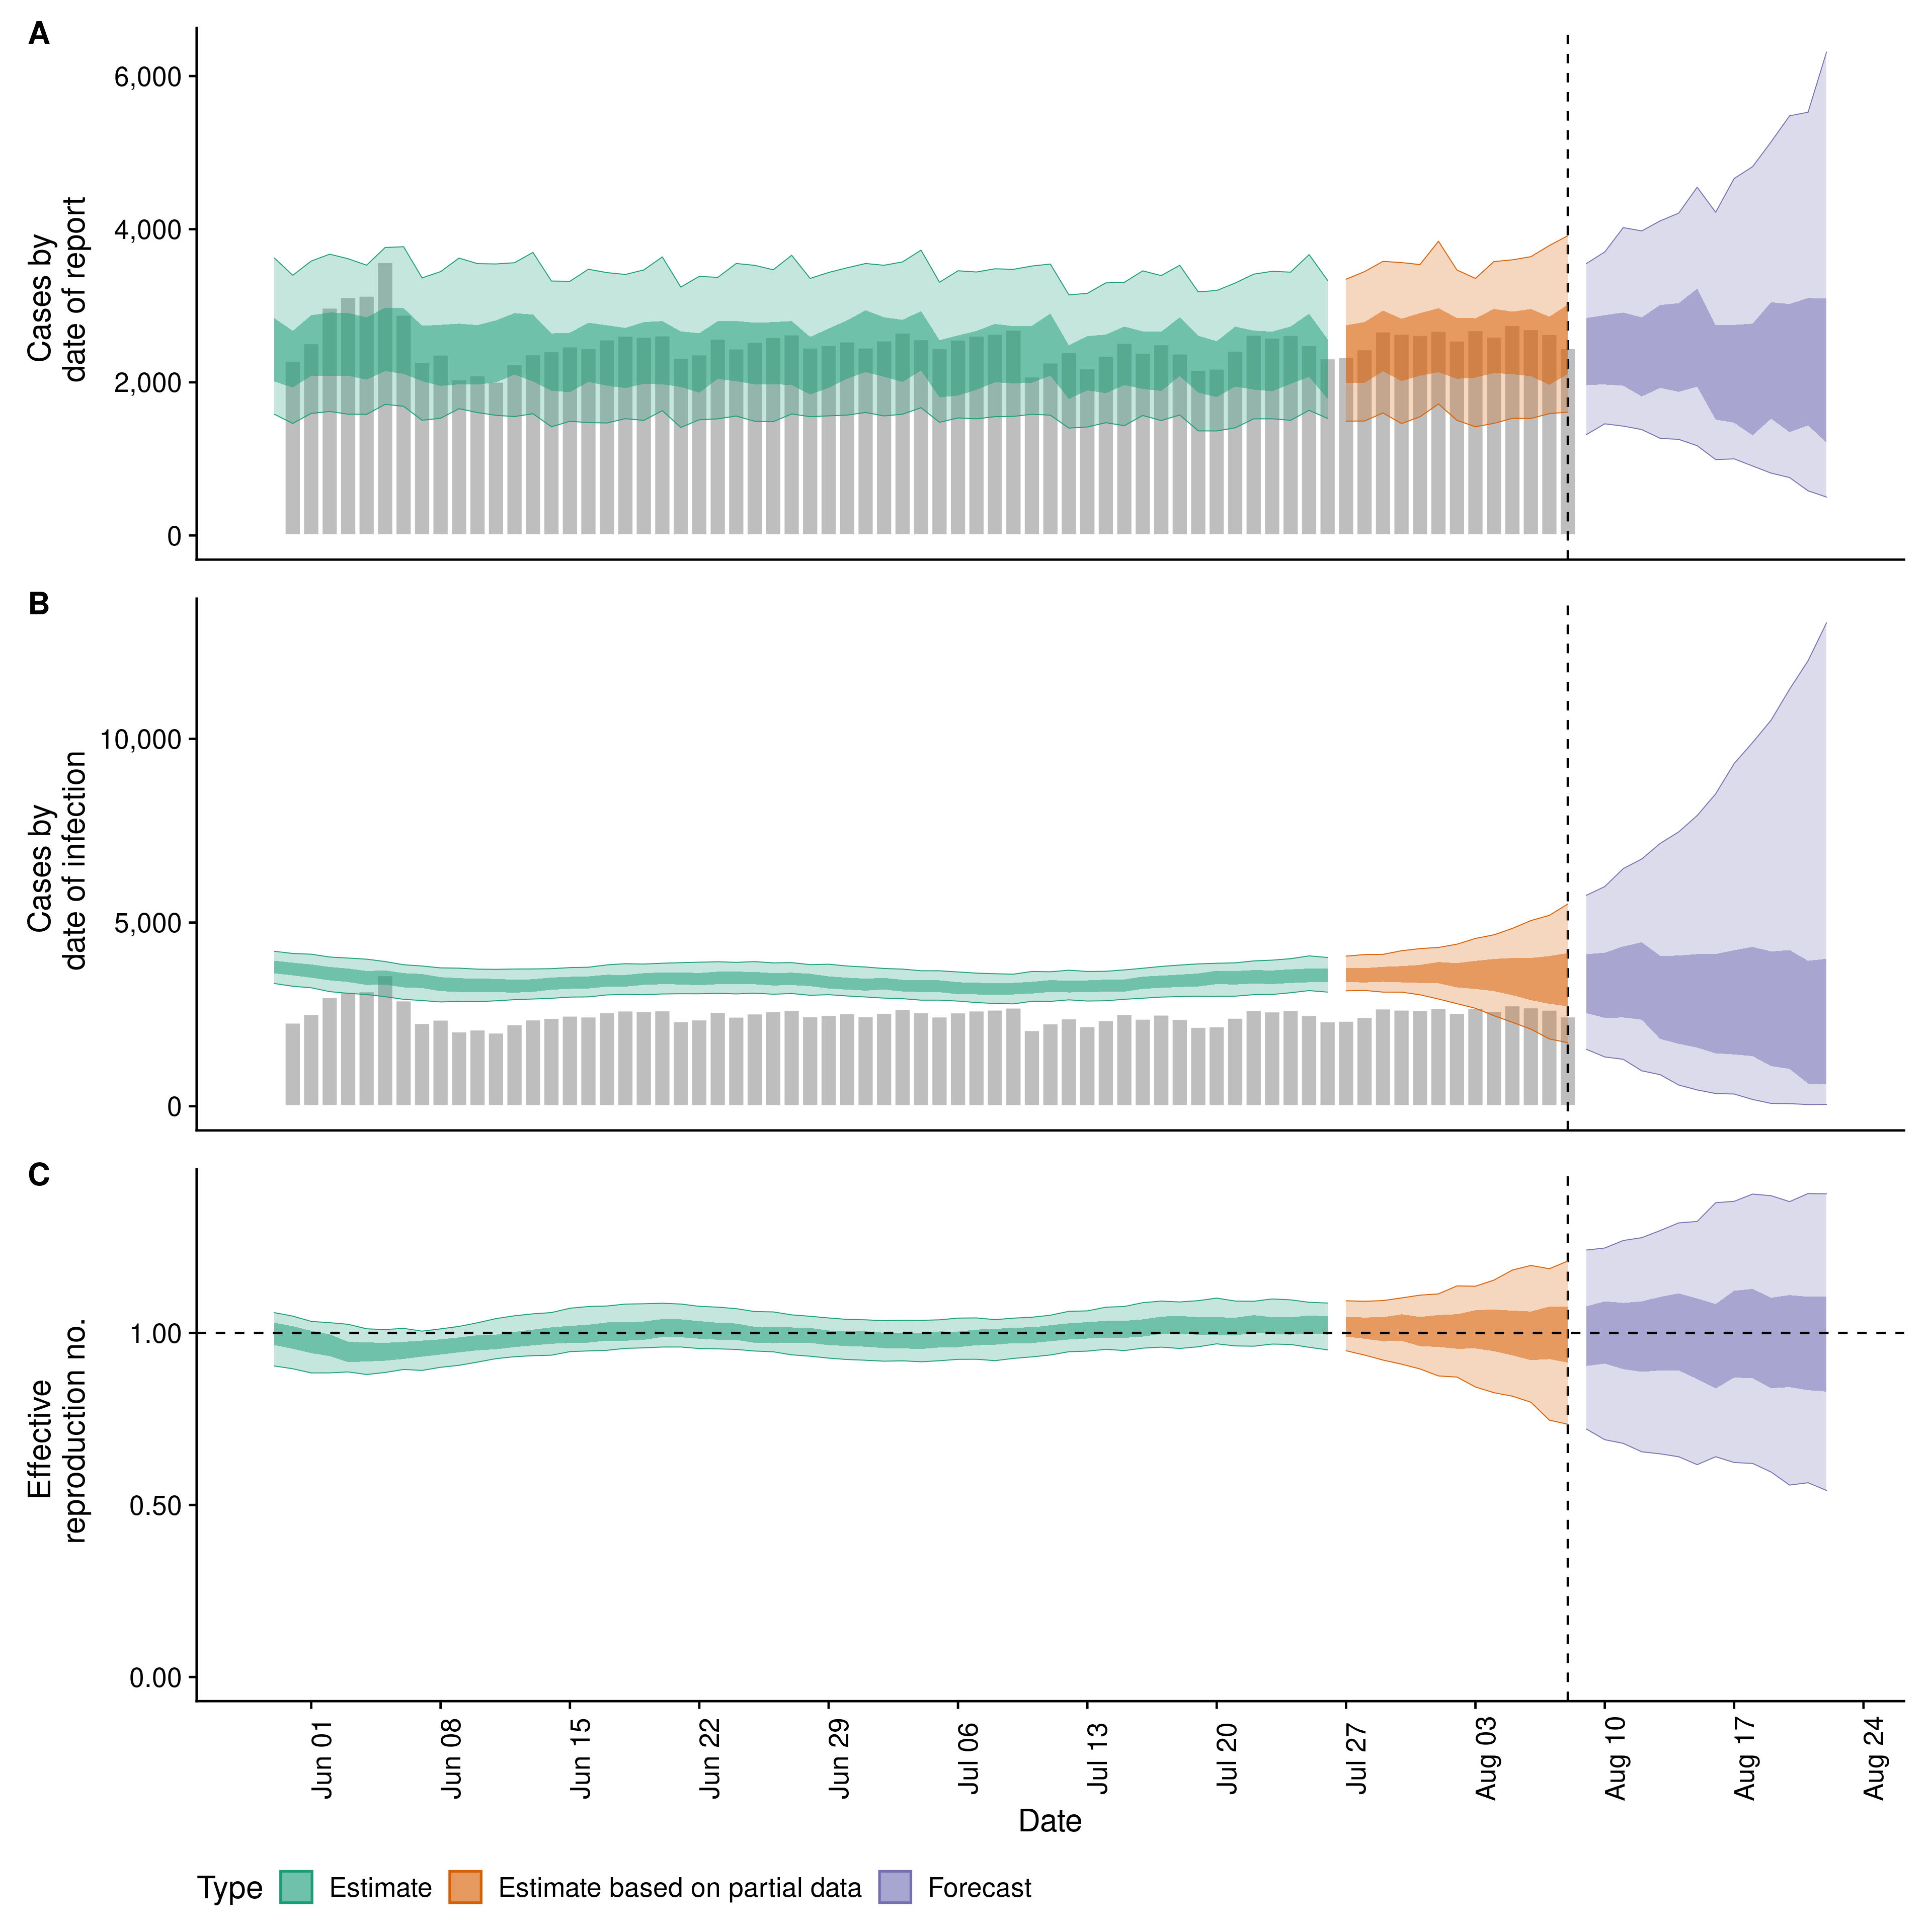 A
Cases by
date of report
6,000
4,000
2,000
0
B
Cases by
date of infection
10,000
5,000
0
C
Effective
reproduction no.
1.00
0.50
0.00
Jun 01
Jun 08
Jun 15
Jun 22
Jun 29
Jul 06
Jul 13
Jul 20
Jul 27
Aug 03
Aug 10
Aug 17
Aug 24
Date
Type Estimate Estimate based on partial data Forecast